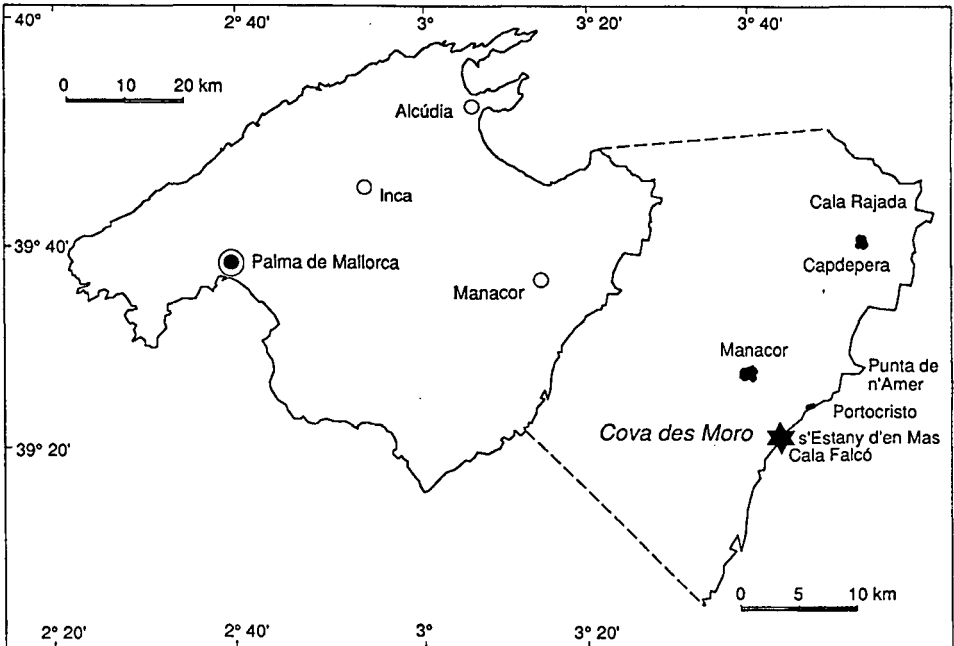 40°
2° 40'
3°
3° 20'
3° 40'
0 10 20 km
Alcúdia
Inca
Cala Rajada
39° 40'
Palma de Mallorca
Capdepera
Manacor
Manacor
Punta de
n'Amer
Portocristo
Cova des Moro
s'Estany d'en Mas
Cala Falcó
39° 20'
0 5 10 km
2° 20'
2° 40'
3°
3° 20'